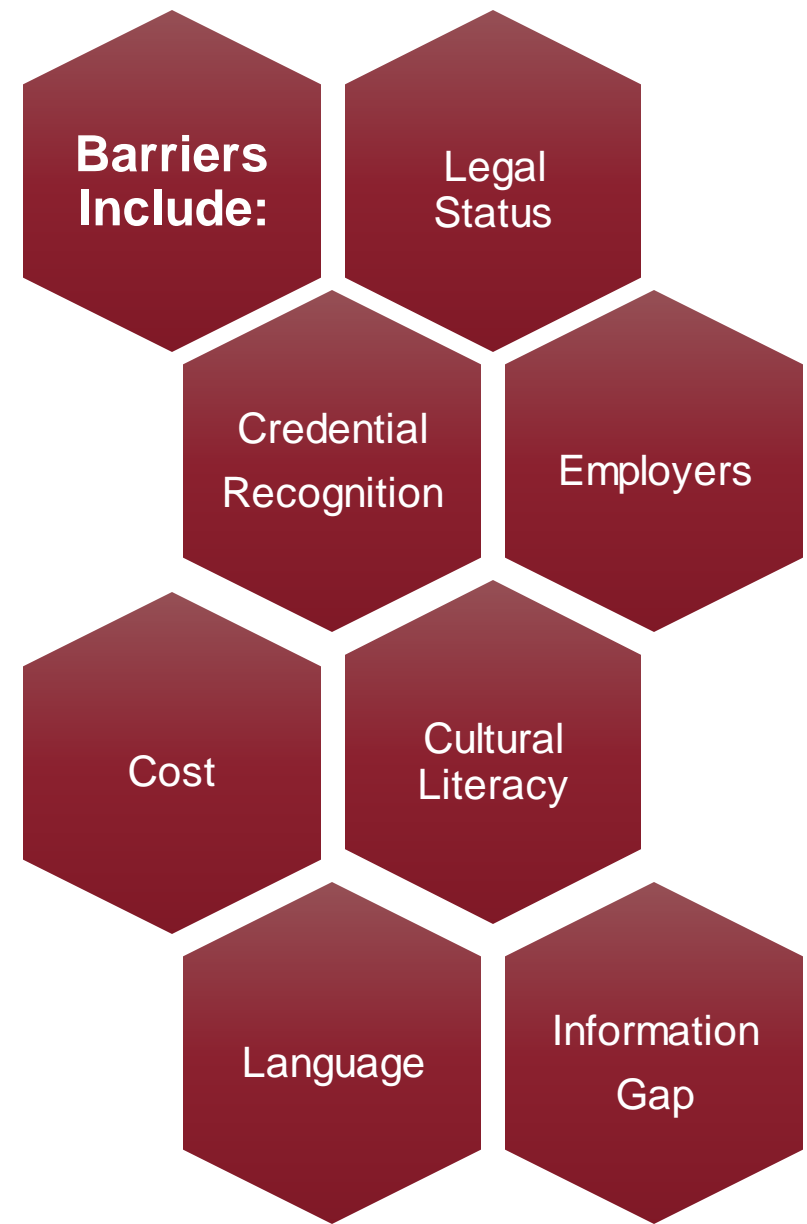 Barriers
Include:
Legal
Status
Credential
Recognition
Employers
Cost
Cultural
Literacy
Language
Information
Gap